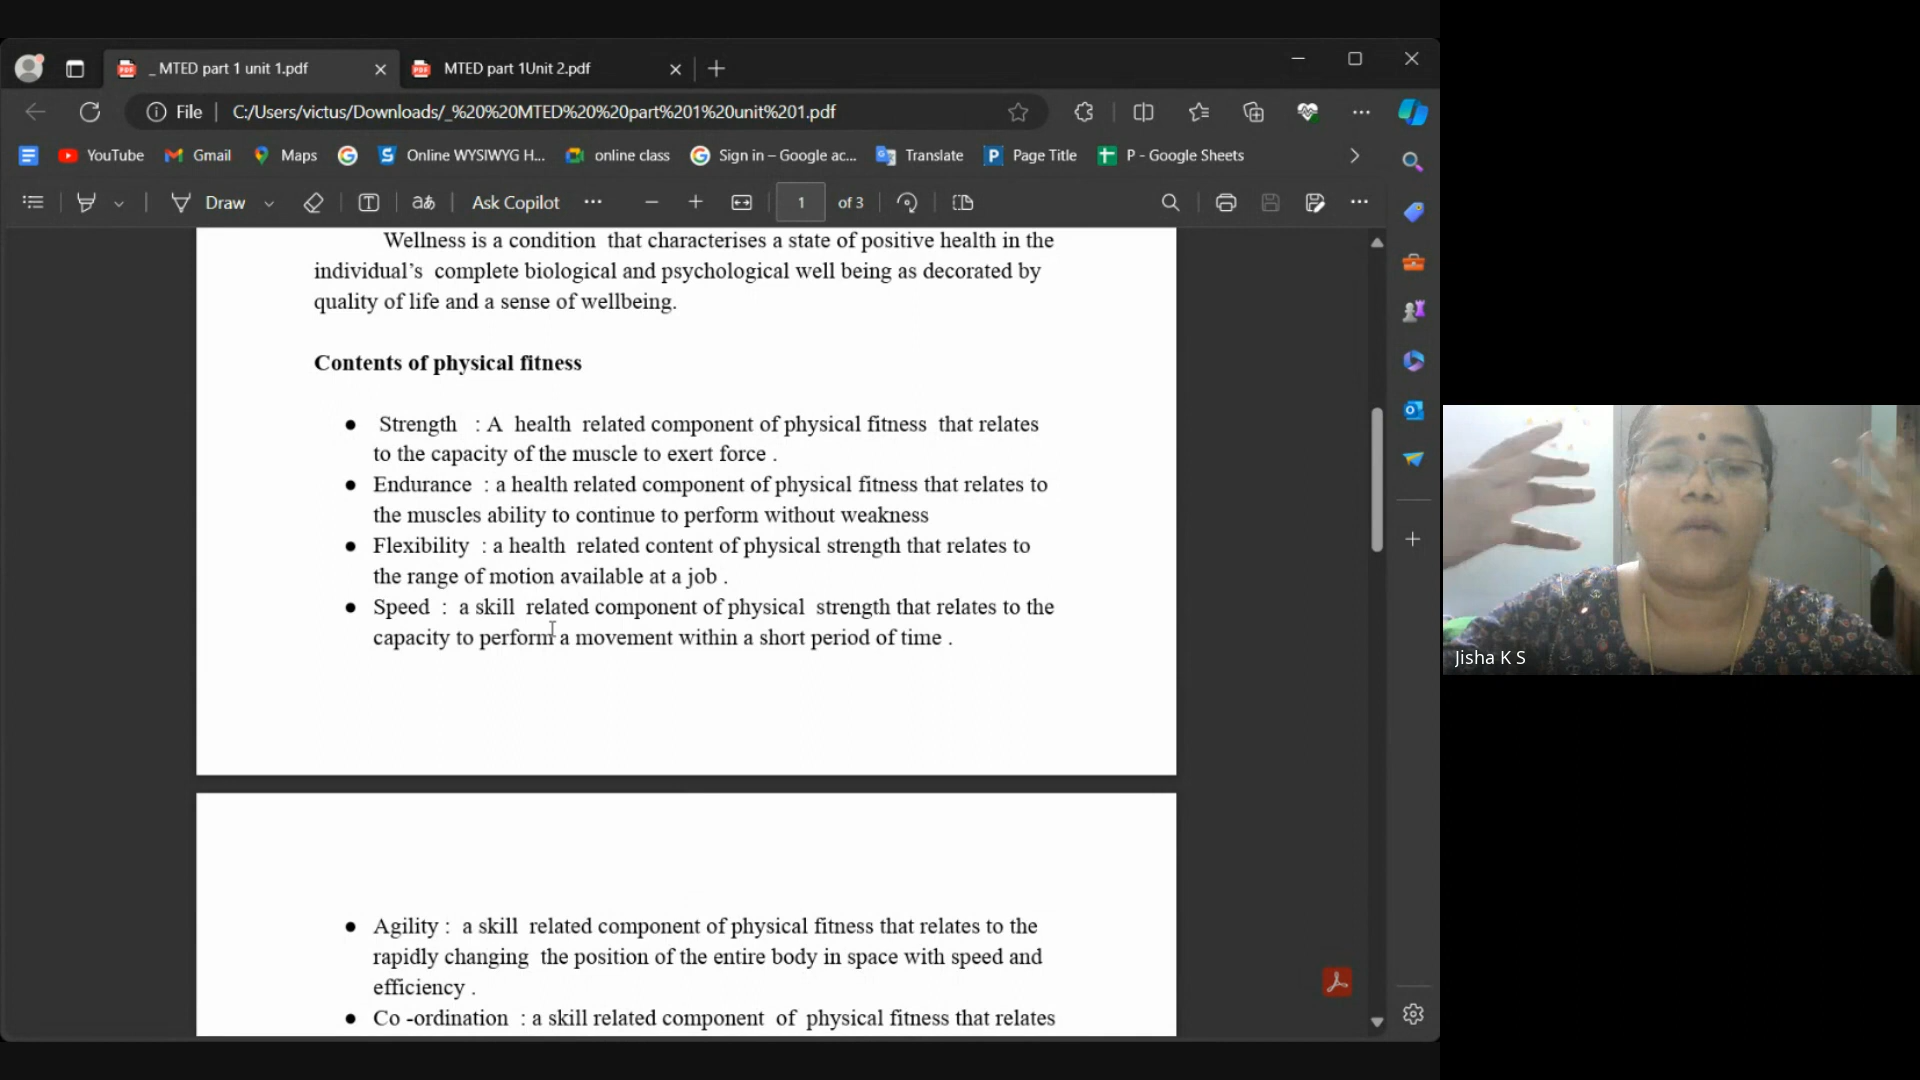 _ MTED part 1 unit 1.pdf
MTED part 1Unit 2.pdf
File
C:/Users/victus/Downloads/_%20%20MTED%20%20part%201%20unit%201.pdf
YouTube
Gmail
Maps
Online WYSIWYG H...
online class
Sign in – Google ac...
Translate
Page Title
P - Google Sheets
Draw
Ask Copilot
1 of 3
Wellness is a condition that characterises a state of positive health in the
individual’s complete biological and psychological well being as decorated by
quality of life and a sense of wellbeing.
Contents of physical fitness
● Strength : A health related component of physical fitness that relates
to the capacity of the muscle to exert force .
● Endurance : a health related component of physical fitness that relates to
the muscles ability to continue to perform without weakness
● Flexibility : a health related content of physical strength that relates to
the range of motion available at a job .
● Speed : a skill related component of physical strength that relates to the
capacity to perform a movement within a short period of time .
● Agility : a skill related component of physical fitness that relates to the
rapidly changing the position of the entire body in space with speed and
efficiency .
● Co -ordination : a skill related component of physical fitness that relates
Jisha K S